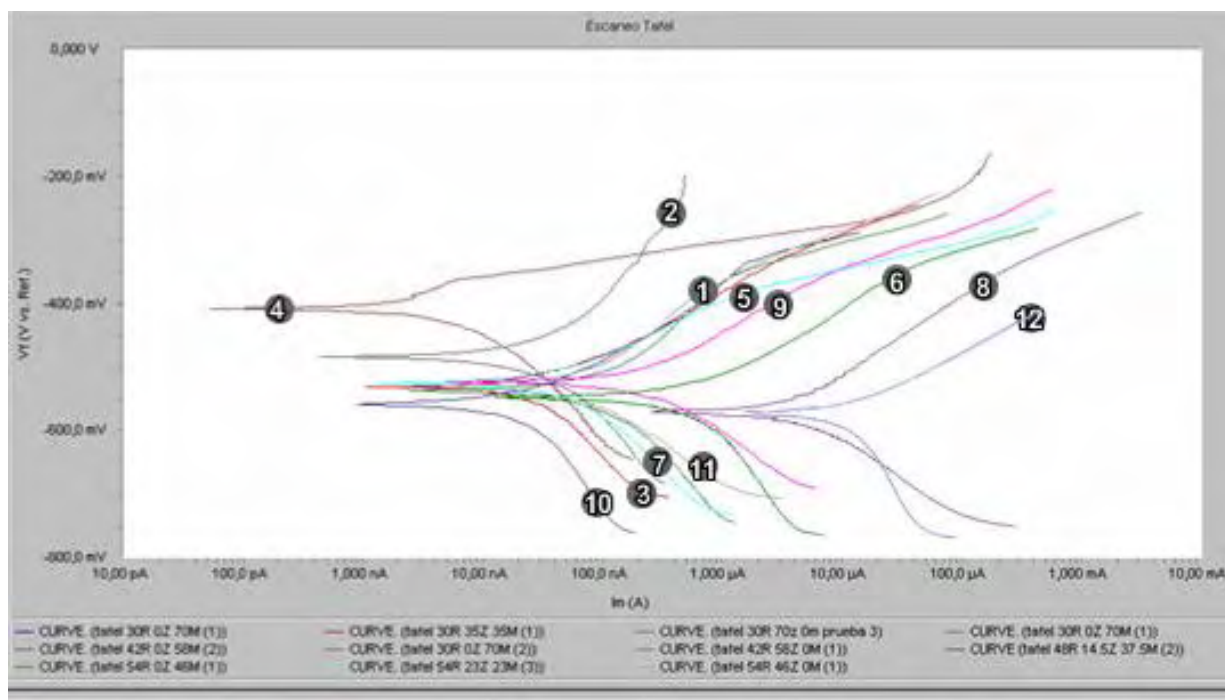 Escaneo Tafel
0,000 V
-200,0 mV
-400,0 mV
-600,0 mV
-800,0 mV
Vf (V vs. Ref.)
2
4
1
5
9
6
8
12
7
11
10
3
10,00 pA 100,0 pA 1,000 nA 10,00 nA 100,0 nA 1,000 µA 10,00 µA 100,0 µA 1,000 mA 10,00 mA
Im (A)
CURVE. (tafel 30R 0Z 70M (1)) CURVE. (tafel 30R 35Z 35M (1)) CURVE. (tafel 30R 70z 0m prueba 3) CURVE. (tafel 30R 0Z 70M (1))
CURVE. (tafel 42R 0Z 58M (2)) CURVE. (tafel 30R 0Z 70M (2)) CURVE. (tafel 42R 58Z 0M (1)) CURVE (tafel 48R 14.5Z 37.5M (2))
CURVE. (tafel 54R 0Z 46M (1)) CURVE. (tafel 54R 23Z 23M (3)) CURVE. (tafel 54R 46Z 0M (1))